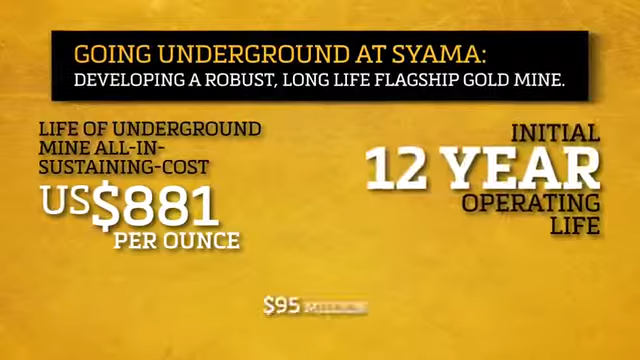 GOING UNDERGROUND AT SYAMA:
DEVELOPING A ROBUST, LONG LIFE FLAGSHIP GOLD MINE.
LIFE OF UNDERGROUND
MINE ALL-IN-
SUSTAINING-COST
US$881
PER OUNCE
INITIAL
12 YEAR
OPERATING
LIFE
$95